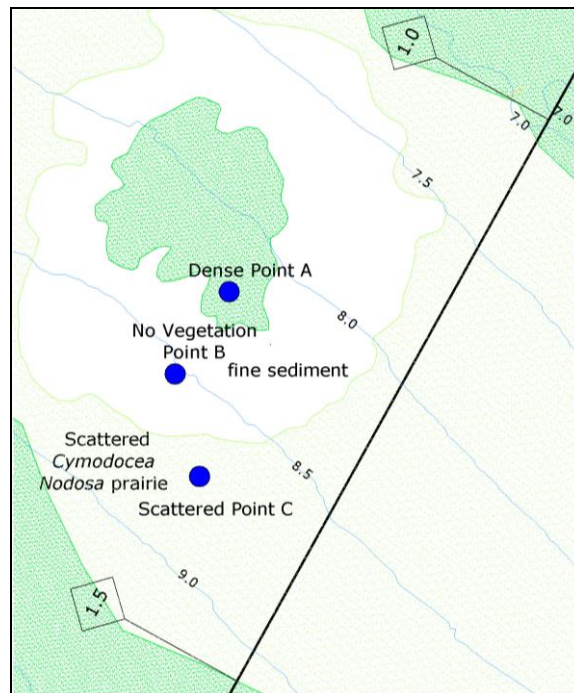 1.0
7.0
7.0
7.5
Dense Point A
8.0
No Vegetation
Point B
fine sediment
Scattered
Cymodocea
Nodosa prairie
8.5
Scattered Point C
9.0
1.5